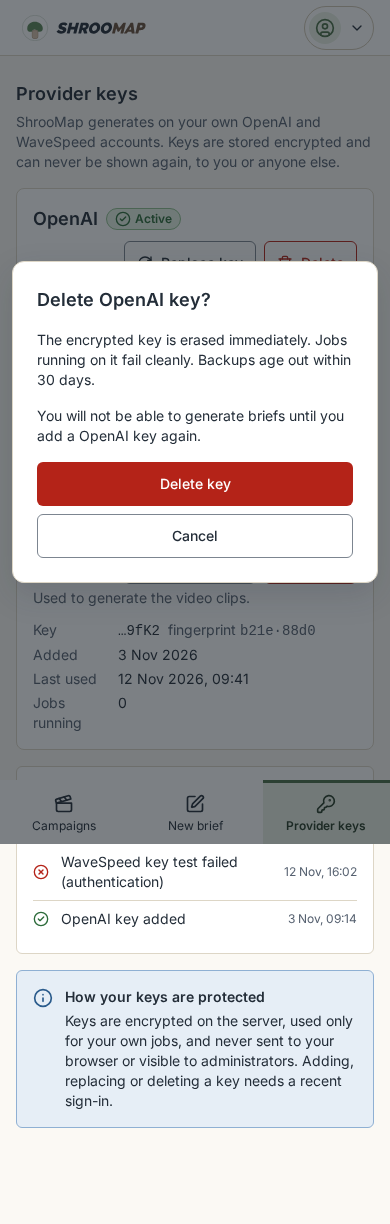 SHROOMAP
Provider keys
ShrooMap generates on your own OpenAI and
WaveSpeed accounts. Keys are stored encrypted and
can never be shown again, to you or anyone else.
OpenAI Active
Replace key Delete
Delete OpenAI key?
The encrypted key is erased immediately. Jobs
running on it fail cleanly. Backups age out within
30 days.
You will not be able to generate briefs until you
add a OpenAI key again.
Delete key
Cancel
Used to generate the video clips.
Key …9fK2 fingerprint b21e·88d0
Added 3 Nov 2026
Last used 12 Nov 2026, 09:41
Jobs running 0
Campaigns New brief Provider keys
WaveSpeed key test failed
(authentication) 12 Nov, 16:02
OpenAI key added 3 Nov, 09:14
How your keys are protected
Keys are encrypted on the server, used only
for your own jobs, and never sent to your
browser or visible to administrators. Adding,
replacing or deleting a key needs a recent
sign-in.